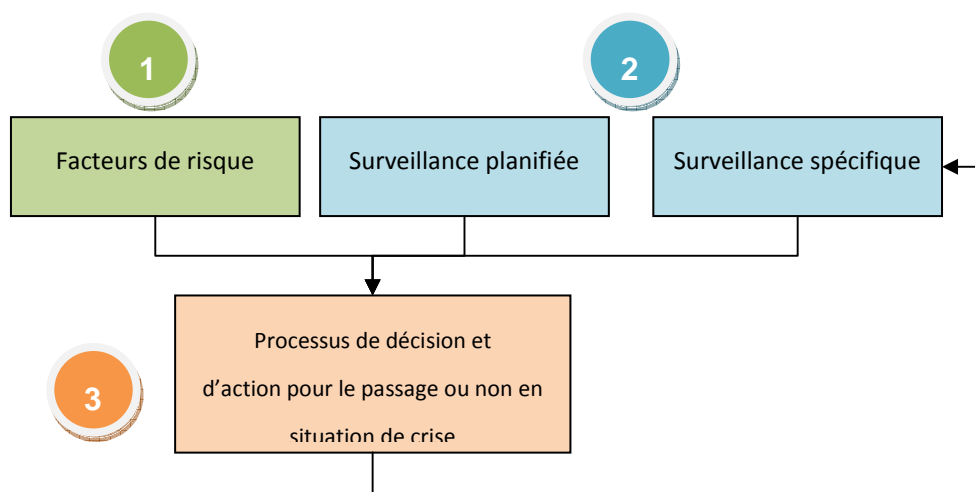 1
2
Facteurs de risque
Surveillance planifiée
Surveillance spécifique
3
Processus de décision et
d’action pour le passage ou non en
situation de crise